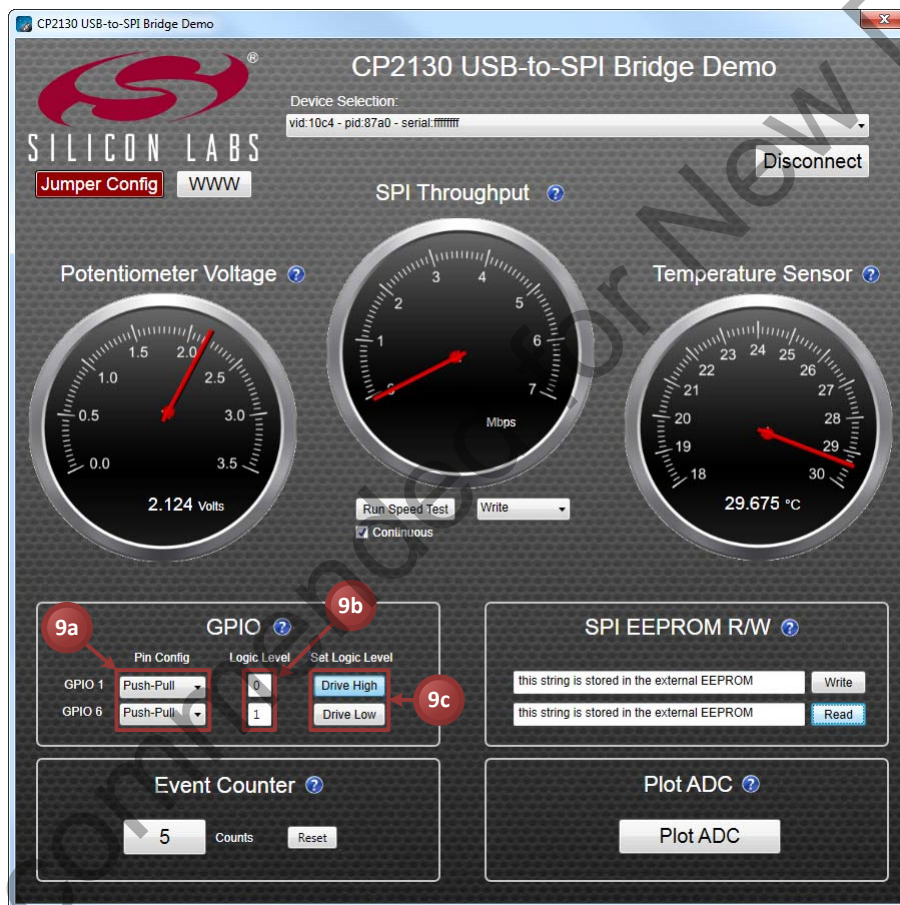 CP2130 USB-to-SPI Bridge Demo
X
SILICON LABS®
CP2130 USB-to-SPI Bridge Demo
Device Selection:
vid:10c4 - pid:87a0 - serial:ffffffff
Disconnect
Jumper Config
WWW
SPI Throughput ?
0 1 2 3 4 5 6 7
Mbps
Potentiometer Voltage ?
0.0 0.5 1.0 1.5 2.0 2.5 3.0 3.5
2.124 Volts
Temperature Sensor ?
18 19 20 21 22 23 24 25 26 27 28 29 30
29.675 °C
Run Speed Test
Write
Continuous
9a
9b
9c
GPIO ?
Pin Config Logic Level Set Logic Level
GPIO 1 Push-Pull 0 Drive High
GPIO 6 Push-Pull 1 Drive Low
SPI EEPROM R/W ?
this string is stored in the external EEPROM Write
this string is stored in the external EEPROM Read
Event Counter ?
5 Counts Reset
Plot ADC ?
Plot ADC
commended for New